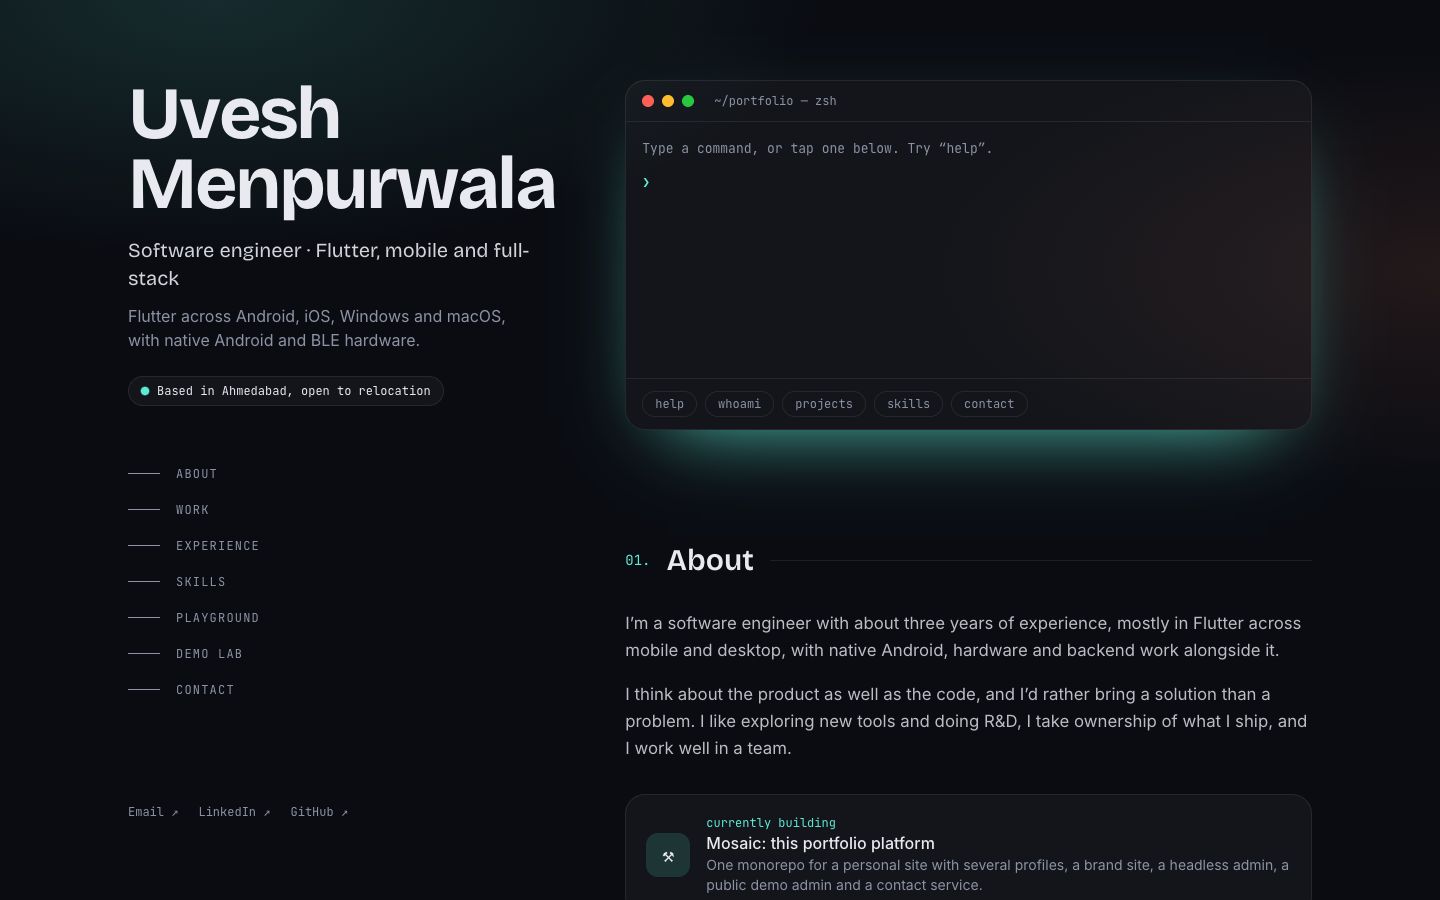 Uvesh
Menpurwala
Software engineer · Flutter, mobile and full-
stack
Flutter across Android, iOS, Windows and macOS,
with native Android and BLE hardware.
Based in Ahmedabad, open to relocation
ABOUT
WORK
EXPERIENCE
SKILLS
PLAYGROUND
DEMO LAB
CONTACT
Email ↗ LinkedIn ↗ GitHub ↗
~/portfolio — zsh
Type a command, or tap one below. Try “help”.
❯
help whoami projects skills contact
01. About
I’m a software engineer with about three years of experience, mostly in Flutter across
mobile and desktop, with native Android, hardware and backend work alongside it.
I think about the product as well as the code, and I’d rather bring a solution than a
problem. I like exploring new tools and doing R&D, I take ownership of what I ship, and
I work well in a team.
currently building
Mosaic: this portfolio platform
One monorepo for a personal site with several profiles, a brand site, a headless admin, a
public demo admin and a contact service.